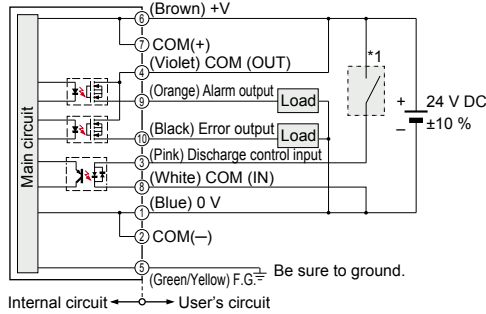 (Brown) +V
6
7 COM(+)
*1
(Violet) COM (OUT)
4
(Orange) Alarm output
9
Load
+ 24 V DC
− ±10 %
(Black) Error output
10
Load
(Pink) Discharge control input
3
(White) COM (IN)
8
(Blue) 0 V
1
2 COM(−)
5
(Green/Yellow) F.G.
Be sure to ground.
Main circuit
Internal circuit
User's circuit